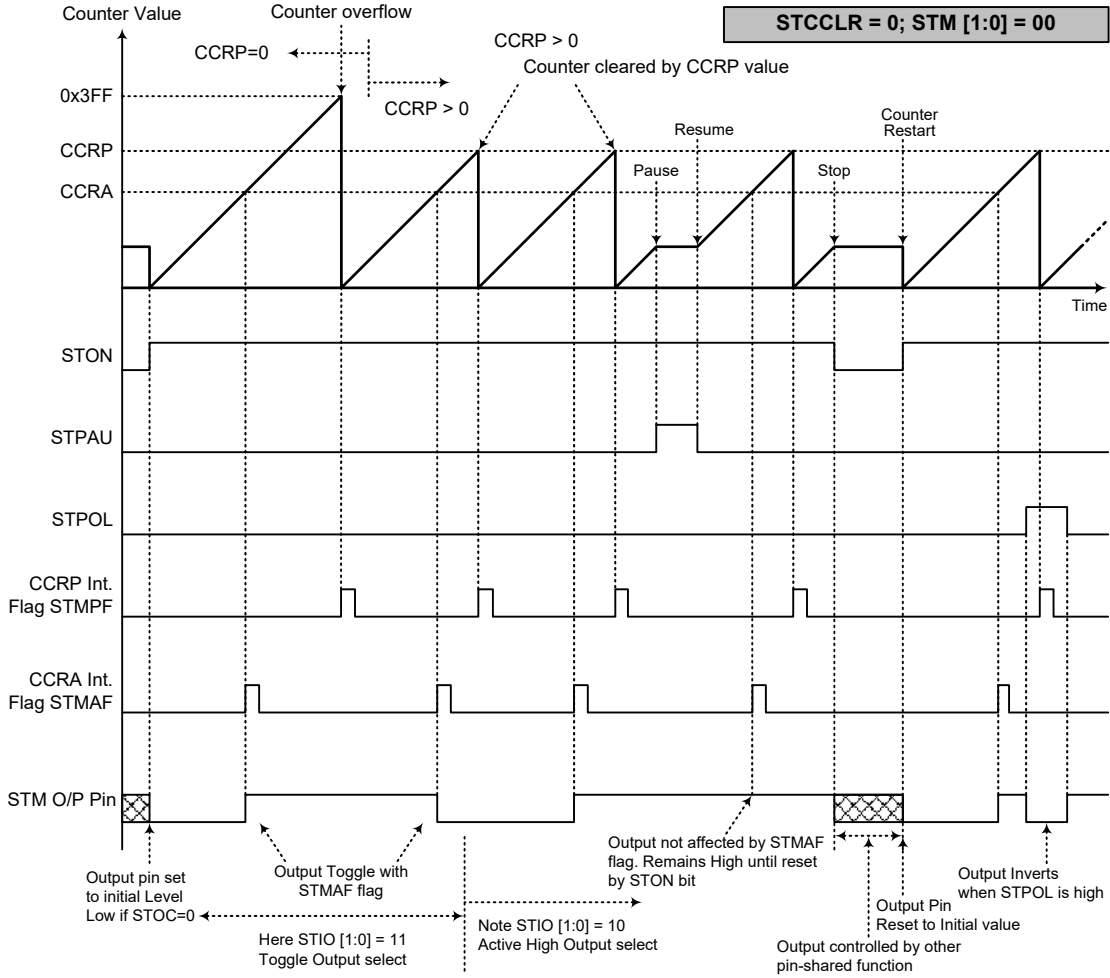 Counter Value
Counter overflow
STCCLR = 0; STM [1:0] = 00
CCRP=0
CCRP > 0
CCRP > 0
Counter cleared by CCRP value
0x3FF
CCRP
CCRA
Pause
Resume
Stop
Counter
Restart
Time
STON
STPAU
STPOL
CCRP Int.
Flag STMPF
CCRA Int.
Flag STMAF
STM O/P Pin
Output pin set
to initial Level
Low if STOC=0
Output Toggle with
STMAF flag
Here STIO [1:0] = 11
Toggle Output select
Note STIO [1:0] = 10
Active High Output select
Output not affected by STMAF
flag. Remains High until reset
by STON bit
Output controlled by other
pin-shared function
Output Pin
Reset to Initial value
Output Inverts
when STPOL is high